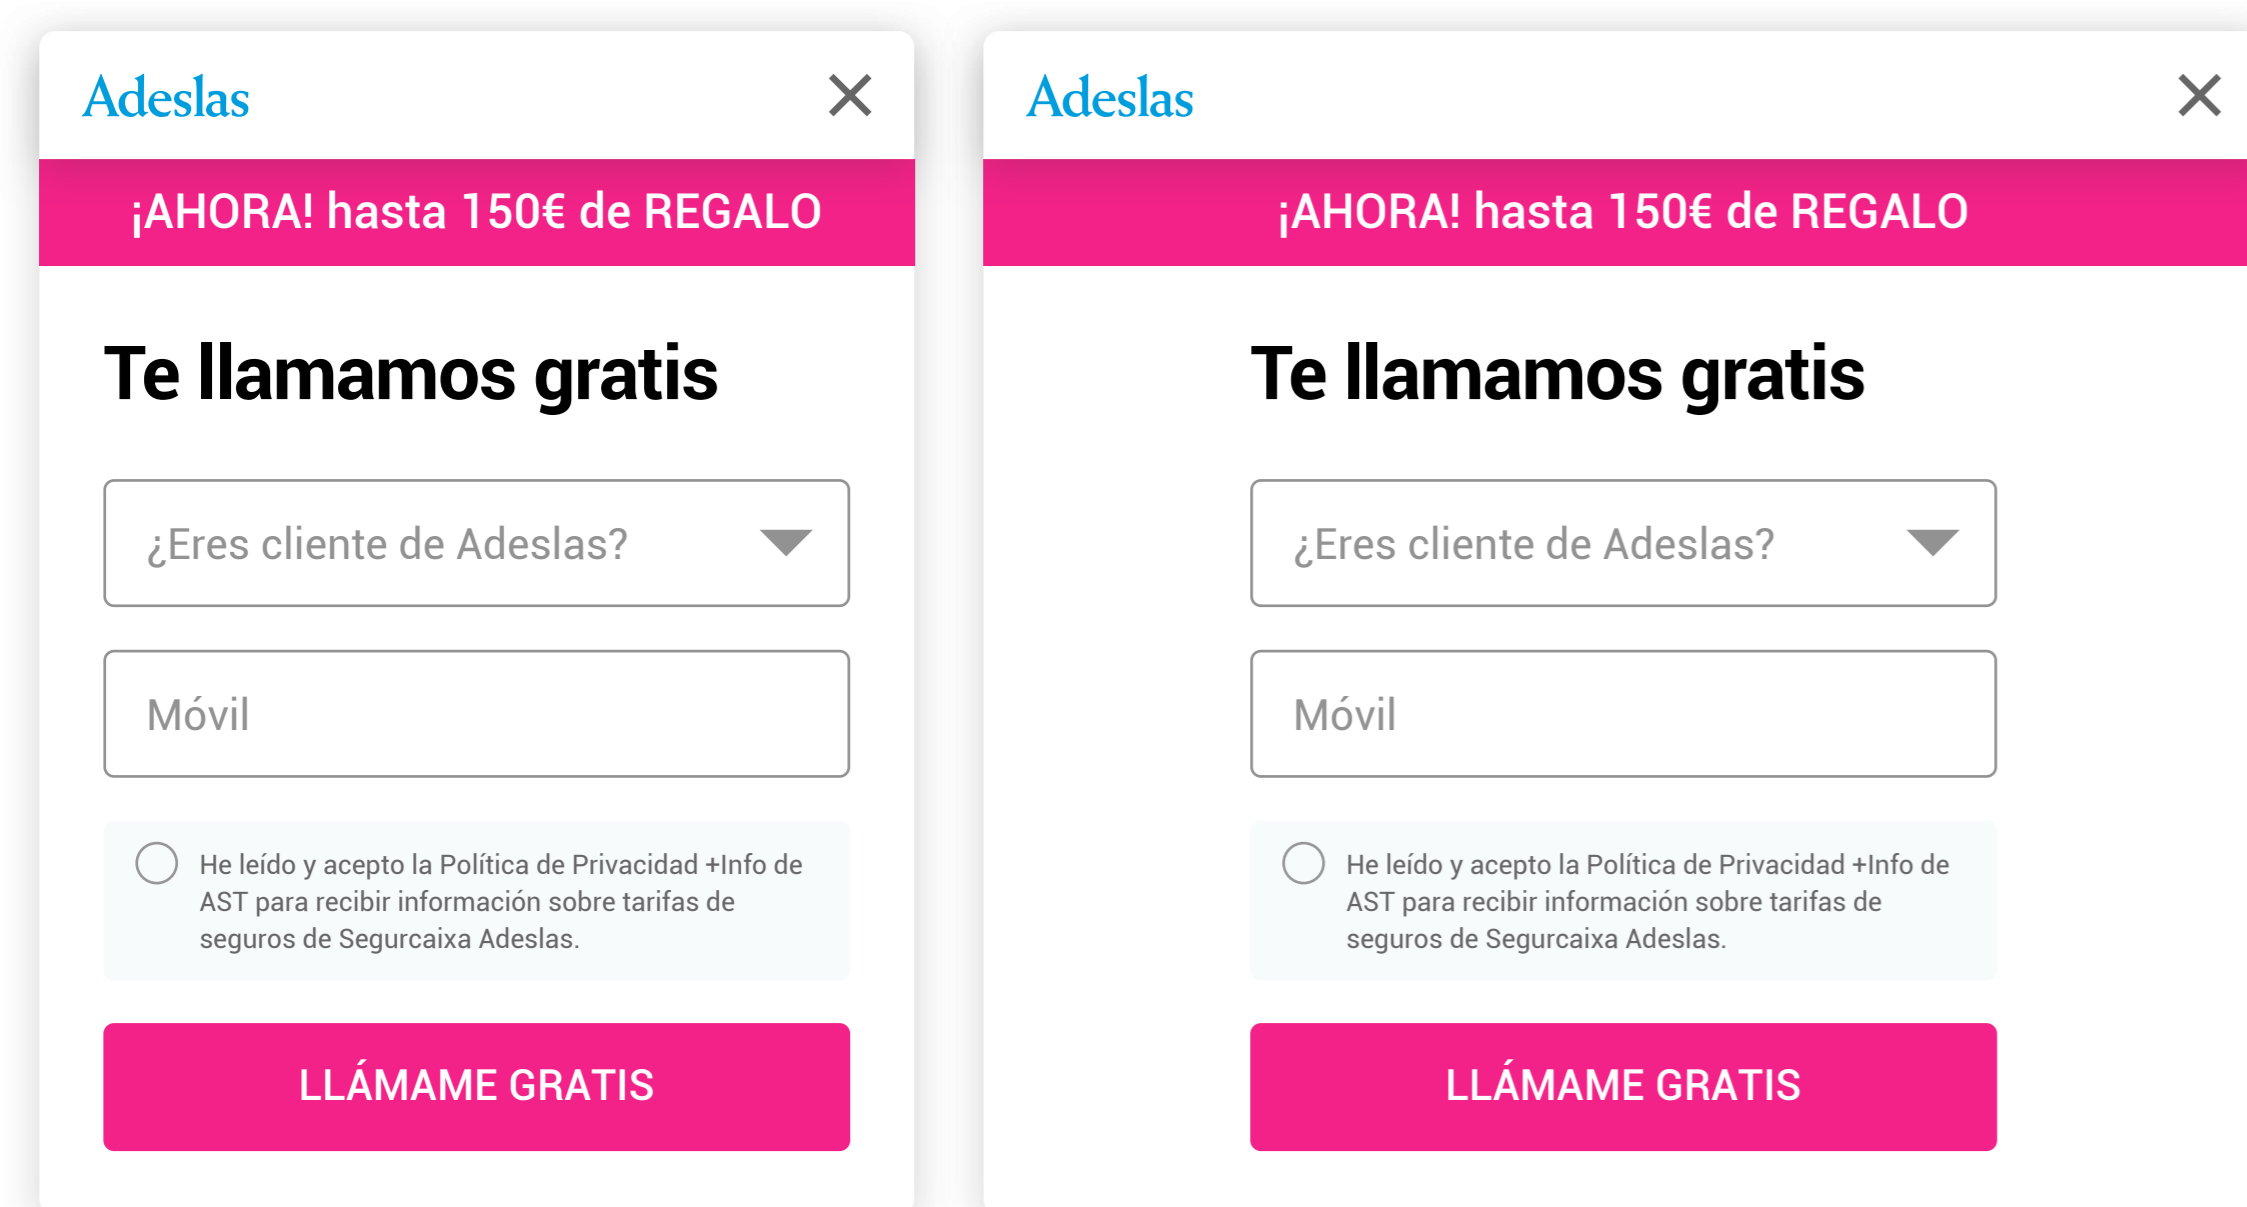 Adeslas
¡AHORA! hasta 150€ de REGALO
Te llamamos gratis
¿Eres cliente de Adeslas?
Móvil
He leído y acepto la Política de Privacidad +Info de
AST para recibir información sobre tarifas de
seguros de Segurcaixa Adeslas.
LLÁMAME GRATIS
Adeslas
¡AHORA! hasta 150€ de REGALO
Te llamamos gratis
¿Eres cliente de Adeslas?
Móvil
He leído y acepto la Política de Privacidad +Info de
AST para recibir información sobre tarifas de
seguros de Segurcaixa Adeslas.
LLÁMAME GRATIS